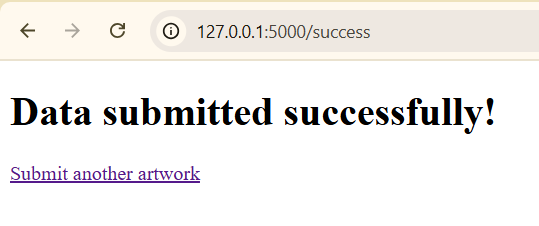 127.0.0.1:5000/success
Data submitted successfully!
Submit another artwork